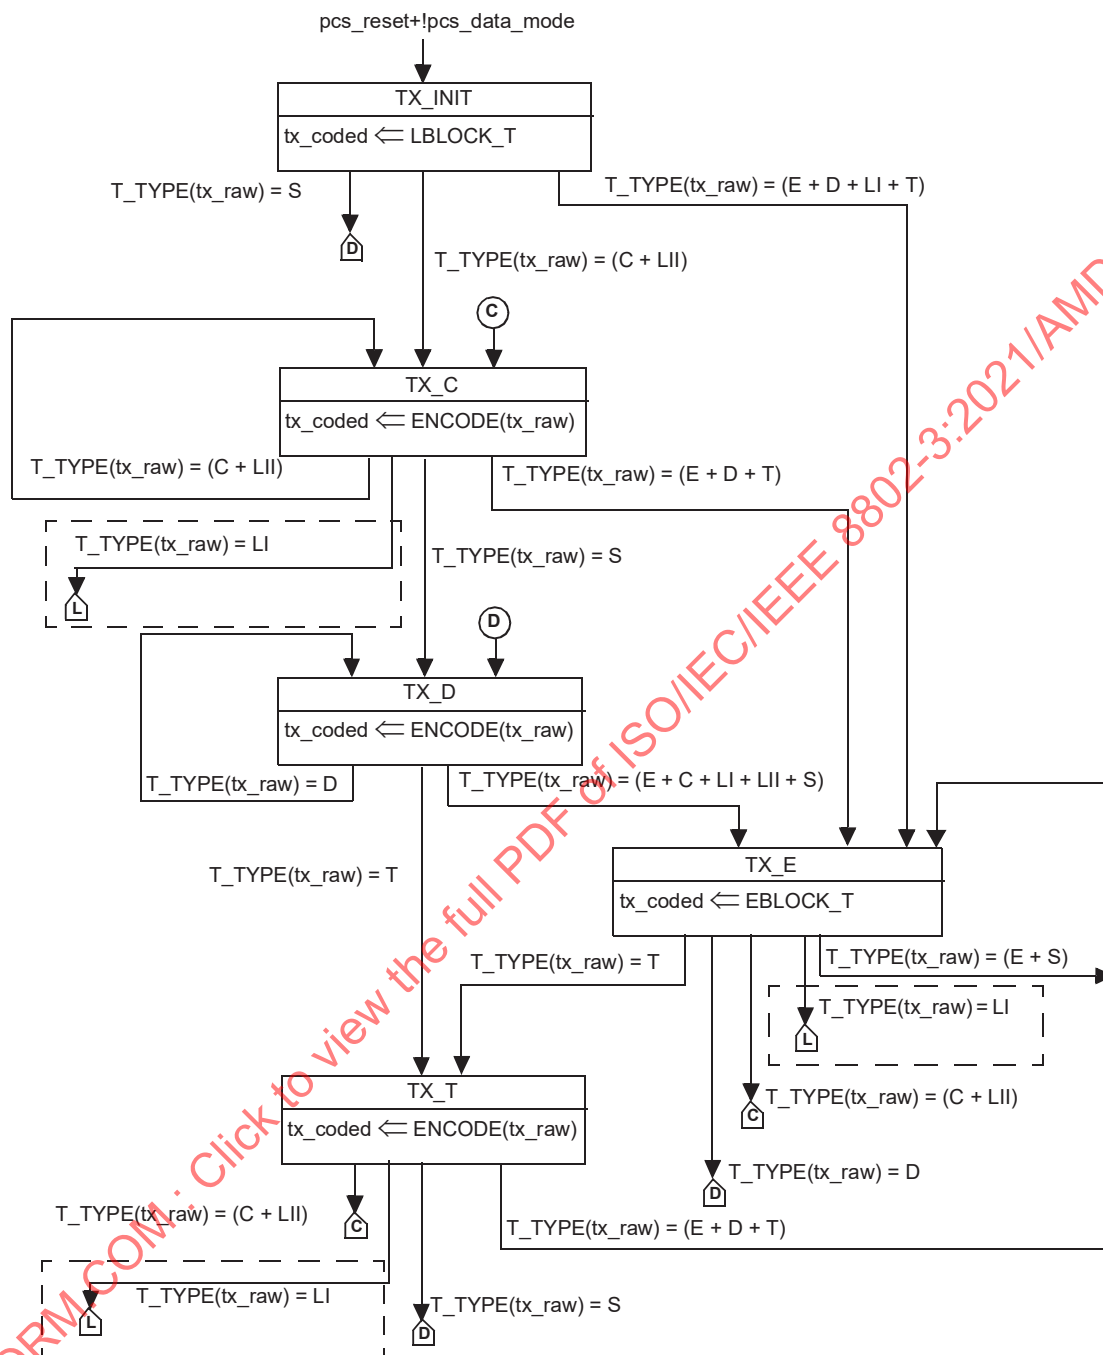 pcs_reset+!pcs_data_mode
TX_INIT
tx_coded ⇐ LBLOCK_T
T_TYPE(tx_raw) = S
T_TYPE(tx_raw) = (E + D + LI + T)
D
T_TYPE(tx_raw) = (C + LII)
C
TX_C
tx_coded ⇐ ENCODE(tx_raw)
T_TYPE(tx_raw) = (C + LII)
T_TYPE(tx_raw) = (E + D + T)
T_TYPE(tx_raw) = LI
T_TYPE(tx_raw) = S
L
D
TX_D
tx_coded ⇐ ENCODE(tx_raw)
T_TYPE(tx_raw) = D
T_TYPE(tx_raw) = (E + C + LI + LII + S)
T_TYPE(tx_raw) = T
TX_E
tx_coded ⇐ EBLOCK_T
T_TYPE(tx_raw) = T
T_TYPE(tx_raw) = (E + S)
T_TYPE(tx_raw) = LI
L
TX_T
T_TYPE(tx_raw) = (C + LII)
C
tx_coded ⇐ ENCODE(tx_raw)
T_TYPE(tx_raw) = D
D
T_TYPE(tx_raw) = (C + LII)
C
T_TYPE(tx_raw) = (E + D + T)
T_TYPE(tx_raw) = LI
L
T_TYPE(tx_raw) = S
D
ORM.COM : Click to view the full PDF of ISO/IEC/IEEE 8802-3:2021/AMD